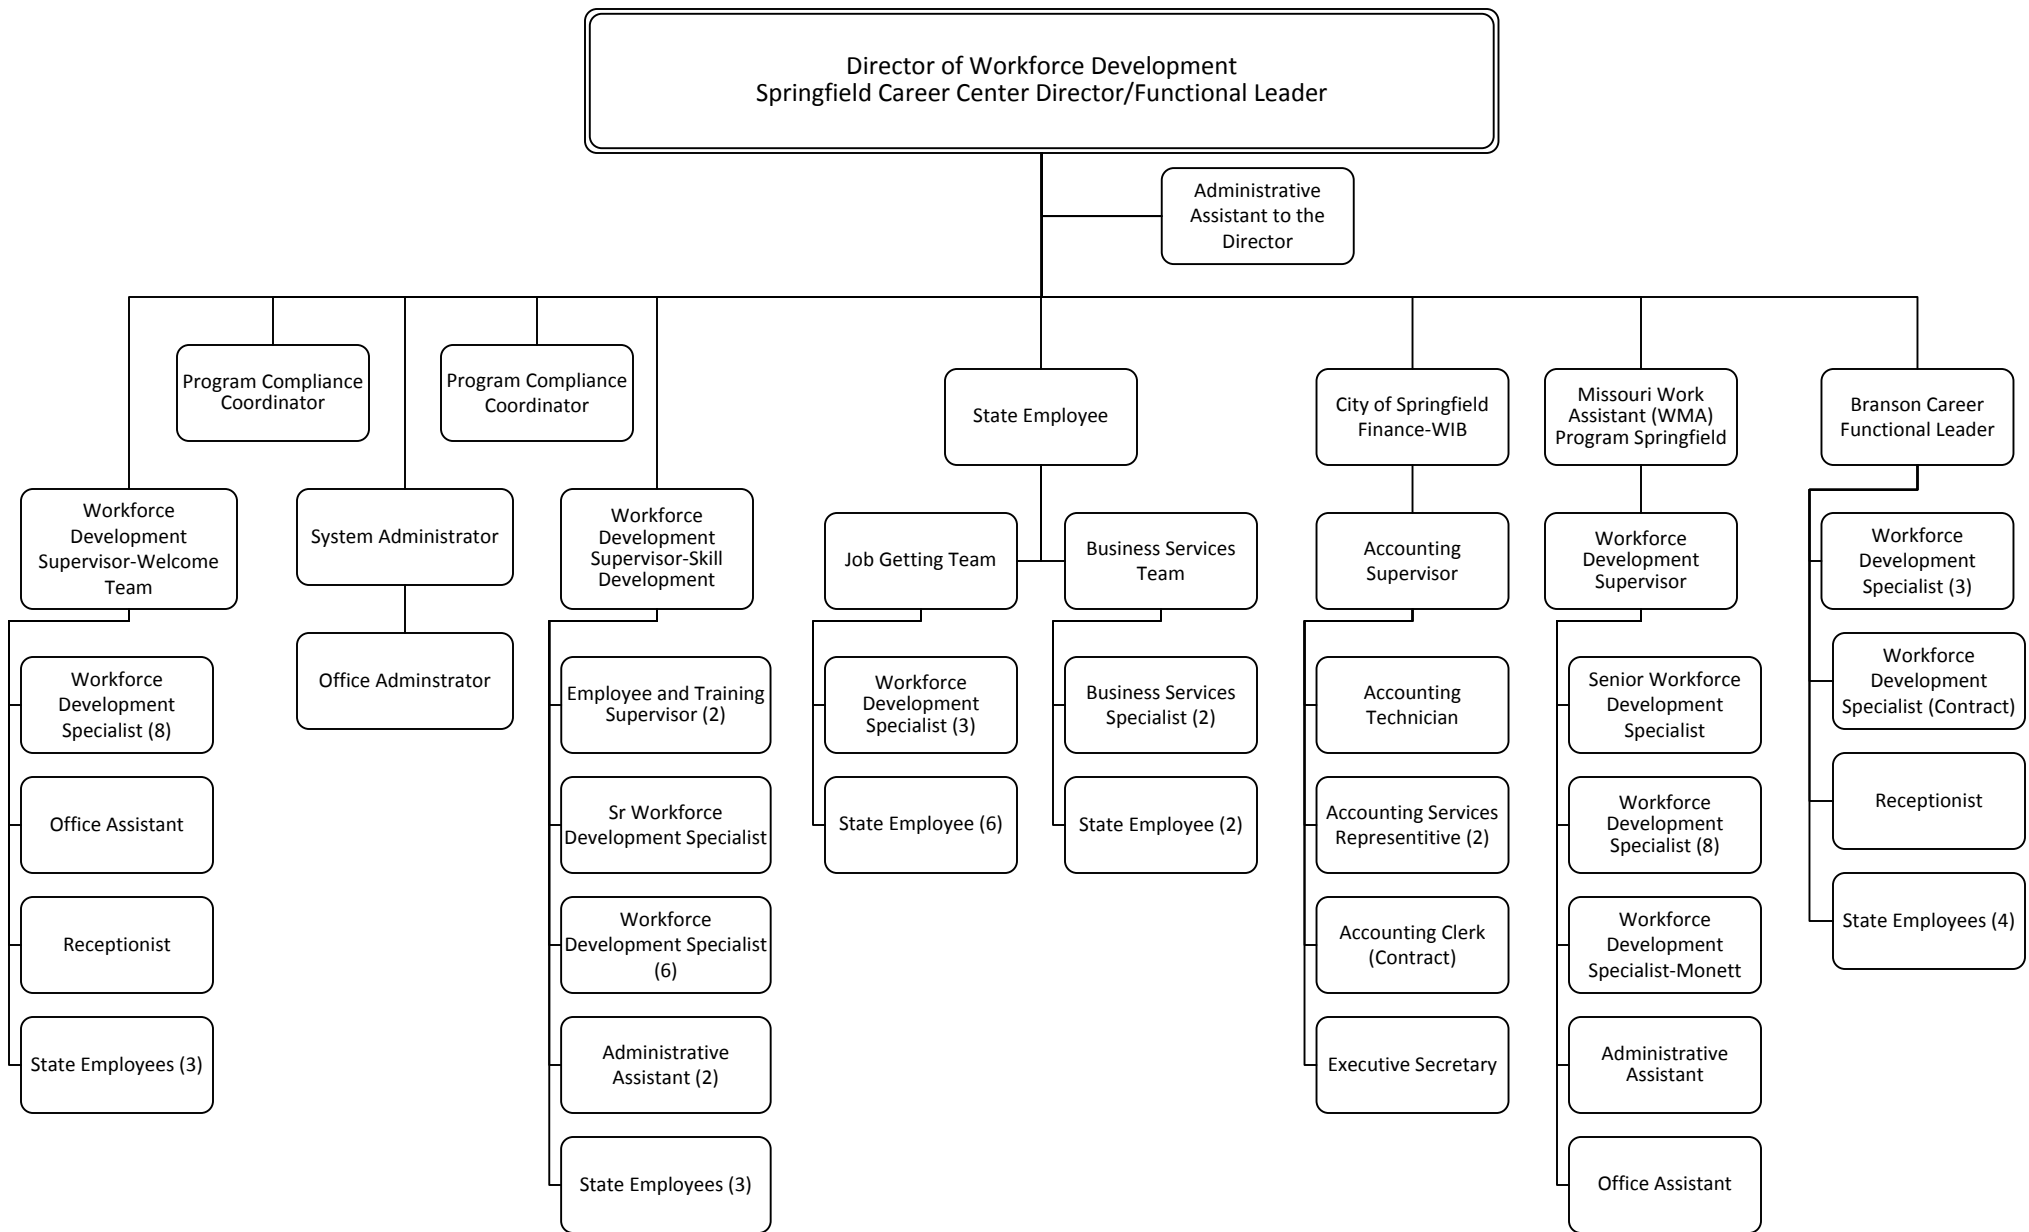 Director of Workforce Development
Springfield Career Center Director/Functional Leader
Administrative
Assistant to the
Director
Program Compliance
Coordinator
Program Compliance
Coordinator
State Employee
City of Springfield
Finance-WIB
Missouri Work
Assistant (WMA)
Program Springfield
Branson Career
Functional Leader
Workforce
Development
Supervisor-Welcome
Team
System Administrator
Workforce
Development
Supervisor-Skill
Development
Job Getting Team
Business Services
Team
Accounting
Supervisor
Workforce
Development
Supervisor
Workforce
Development
Specialist (3)
Workforce
Development
Specialist (8)
Office Adminstrator
Employee and Training
Supervisor (2)
Workforce
Development
Specialist (3)
Business Services
Specialist (2)
Accounting
Technician
Senior Workforce
Development
Specialist
Workforce
Development
Specialist (Contract)
Office Assistant
Sr Workforce
Development Specialist
State Employee (6)
State Employee (2)
Accounting Services
Representitive (2)
Workforce
Development
Specialist (8)
Receptionist
Receptionist
Workforce
Development Specialist
(6)
Accounting Clerk
(Contract)
Workforce
Development
Specialist-Monett
State Employees (4)
State Employees (3)
Administrative
Assistant (2)
Executive Secretary
Administrative
Assistant
State Employees (3)
Office Assistant